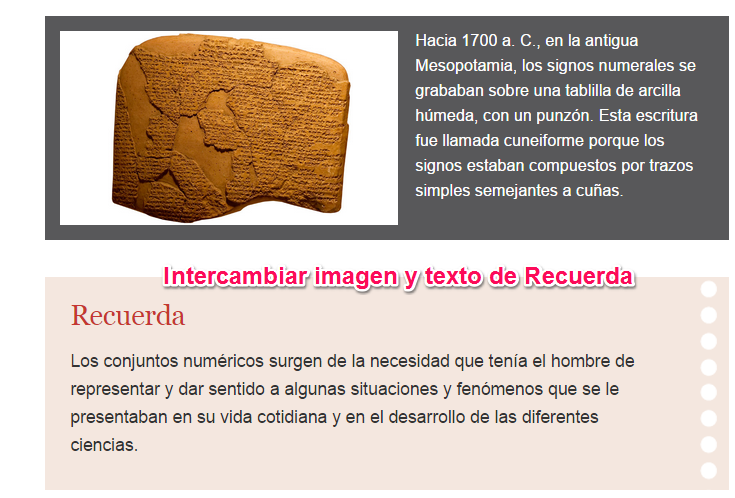 Hacia 1700 a. C., en la antigua
Mesopotamia, los signos numerales se
grababan sobre una tablilla de arcilla
húmeda, con un punzón. Esta escritura
fue llamada cuneiforme porque los
signos estaban compuestos por trazos
simples semejantes a cuñas.
Intercambiar imagen y texto de Recuerda
Recuerda
Los conjuntos numéricos surgen de la necesidad que tenía el hombre de
representar y dar sentido a algunas situaciones y fenómenos que se le
presentaban en su vida cotidiana y en el desarrollo de las diferentes
ciencias.